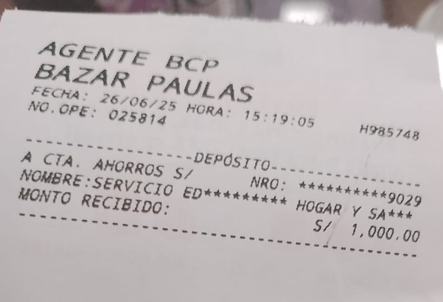 AGENTE BCP
BAZAR PAULAS
FECHA: 26/06/25 HORA: 15:19:05 H985748
NO.OPE: 025814
--------------------DEPÓSITO--------------------
A CTA. AHORROS S/ NRO: **********9029
NOMBRE:SERVICIO ED********* HOGAR Y SA***
MONTO RECIBIDO: S/ 1,000.00